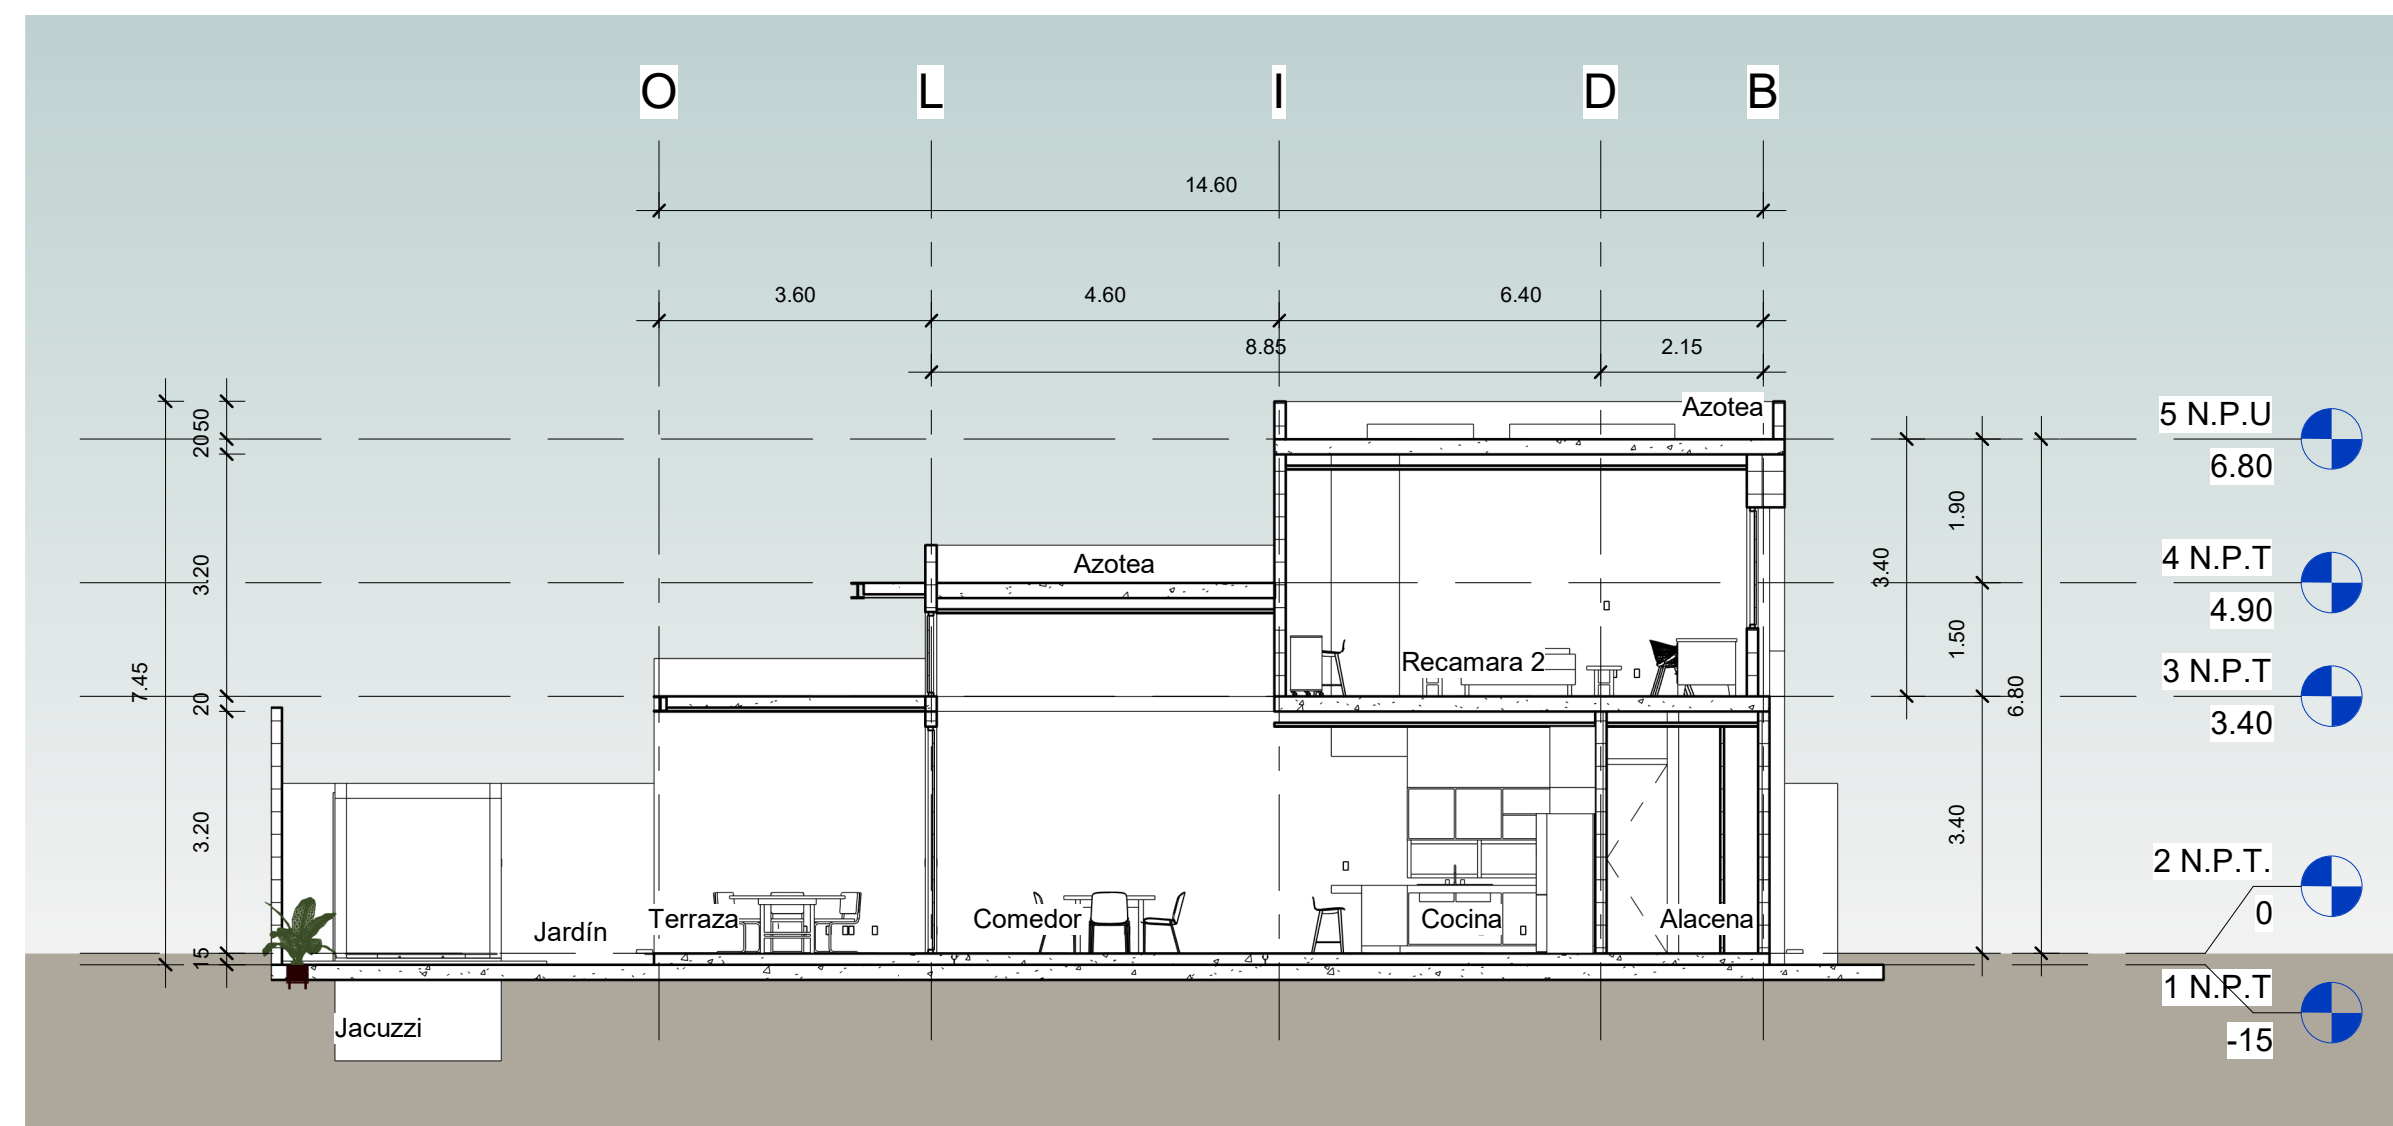 O L I D B
14.60
3.60 4.60 6.40
8.85 2.15
Azotea
5 N.P.U
6.80
50
20
1.90
3.40
Azotea
4 N.P.T
4.90
3.20
1.50
Recamara 2
3 N.P.T
3.40
7.45
20
6.80
3.20
3.40
2 N.P.T.
0
Jardín Terraza Comedor Cocina Alacena
15
1 N.P.T
-15
Jacuzzi